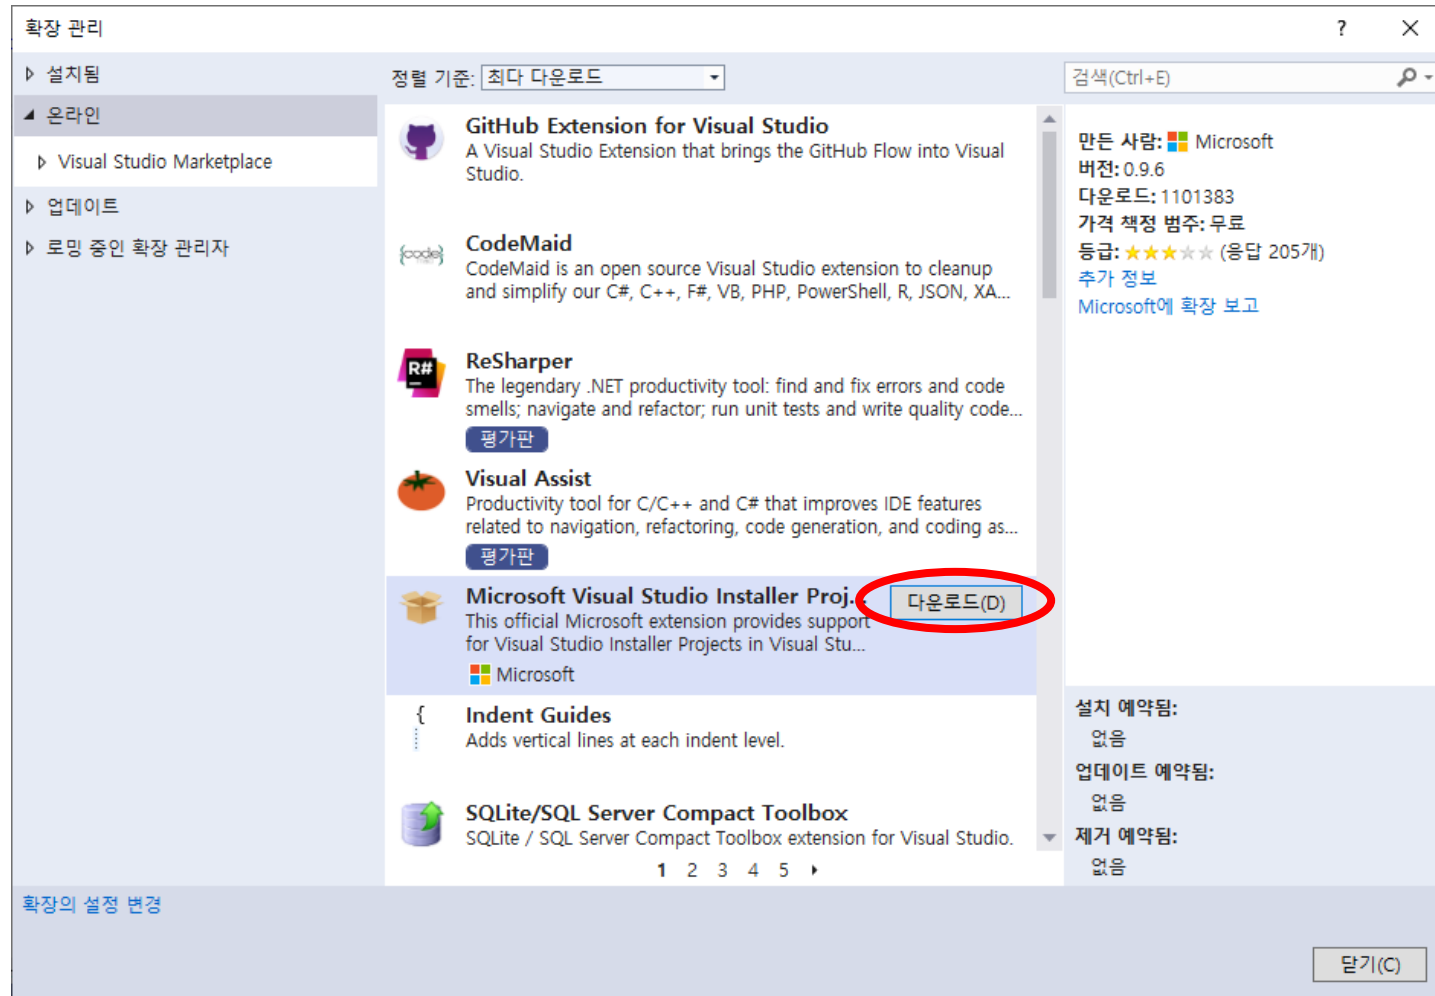 확장 관리
?
설치됨
온라인
Visual Studio Marketplace
업데이트
로밍 중인 확장 관리자
정렬 기준: 최다 다운로드
검색(Ctrl+E)
GitHub Extension for Visual Studio
A Visual Studio Extension that brings the GitHub Flow into Visual
Studio.
{code}
CodeMaid
CodeMaid is an open source Visual Studio extension to cleanup
and simplify our C#, C++, F#, VB, PHP, PowerShell, R, JSON, XA...
R#
ReSharper
The legendary .NET productivity tool: find and fix errors and code
smells; navigate and refactor; run unit tests and write quality code...
평가판
Visual Assist
Productivity tool for C/C++ and C# that improves IDE features
related to navigation, refactoring, code generation, and coding as...
평가판
Microsoft Visual Studio Installer Proj...
다운로드(D)
This official Microsoft extension provides support
for Visual Studio Installer Projects in Visual Stu...
Microsoft
{
Indent Guides
Adds vertical lines at each indent level.
SQLite/SQL Server Compact Toolbox
SQLite / SQL Server Compact Toolbox extension for Visual Studio.
1 2 3 4 5
만든 사람: Microsoft
버전: 0.9.6
다운로드: 1101383
가격 책정 범주: 무료
등급: ★★★☆☆ (응답 205개)
추가 정보
Microsoft에 확장 보고
설치 예약됨:
없음
업데이트 예약됨:
없음
제거 예약됨:
없음
확장의 설정 변경
닫기(C)